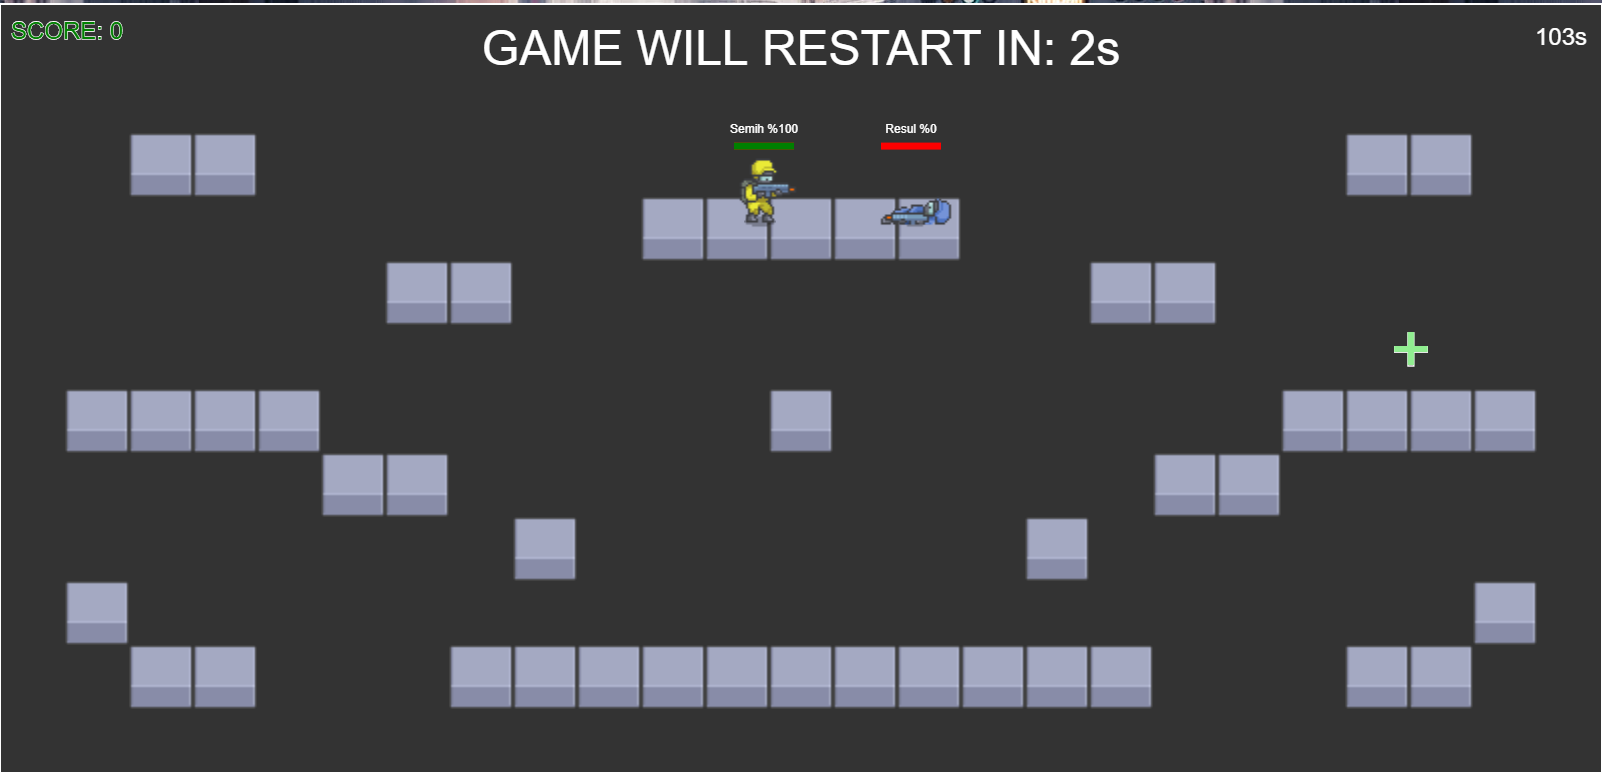 SCORE: 0
GAME WILL RESTART IN: 2s
103s
Semih %100
Resul %0